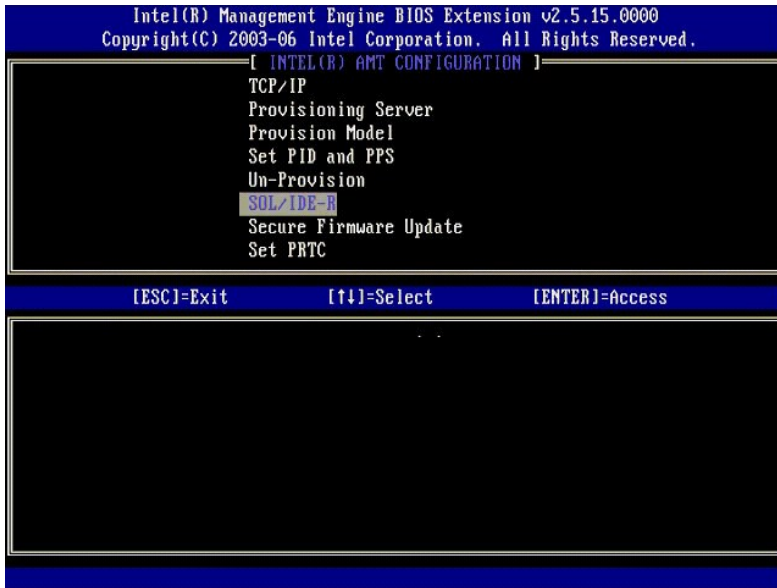 Intel(R) Management Engine BIOS Extension v2.5.15.0000
Copyright(C) 2003-06 Intel Corporation. All Rights Reserved.
[ INTEL(R) AMT CONFIGURATION ]
TCP/IP
Provisioning Server
Provision Model
Set PID and PPS
Un-Provision
SOL/IDE-R
Secure Firmware Update
Set PRTC
[ESC]=Exit [↑↓]=Select [ENTER]=Access